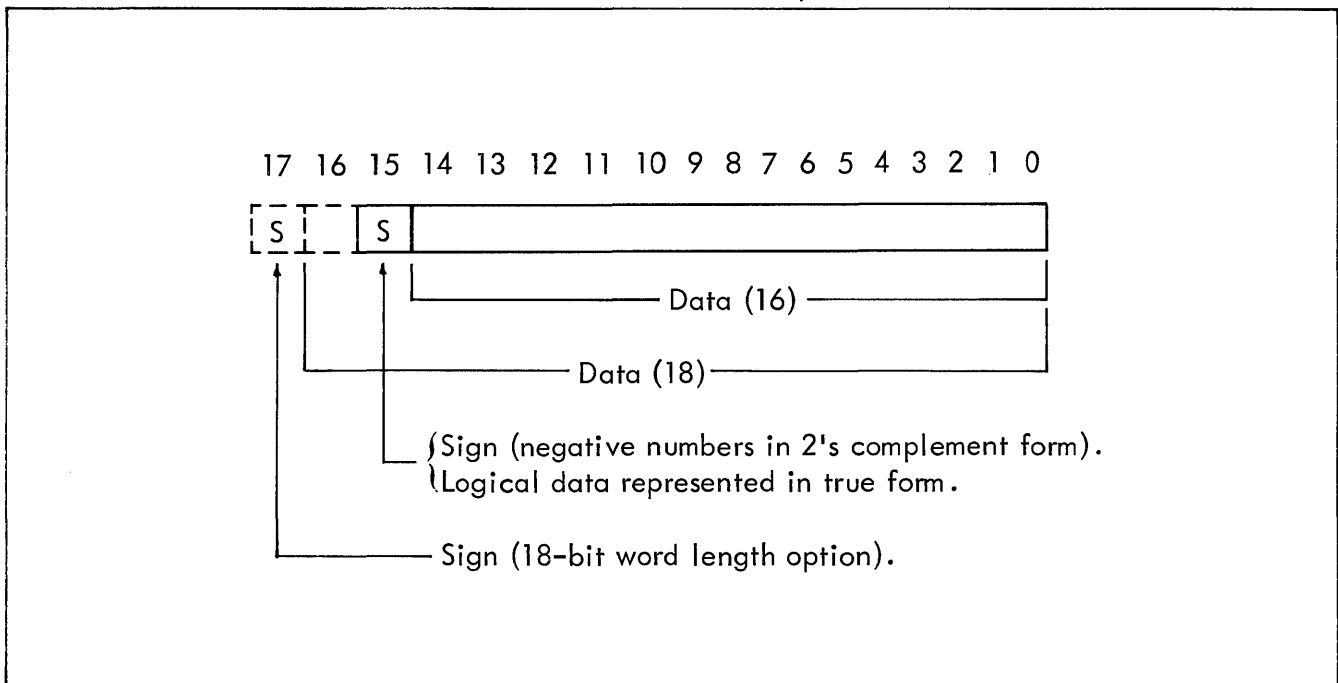 17 16 15 14 13 12 11 10 9 8 7 6 5 4 3 2 1 0
S S
Data (16)
Data (18)
Sign (negative numbers in 2's complement form).
Logical data represented in true form.
Sign (18-bit word length option).